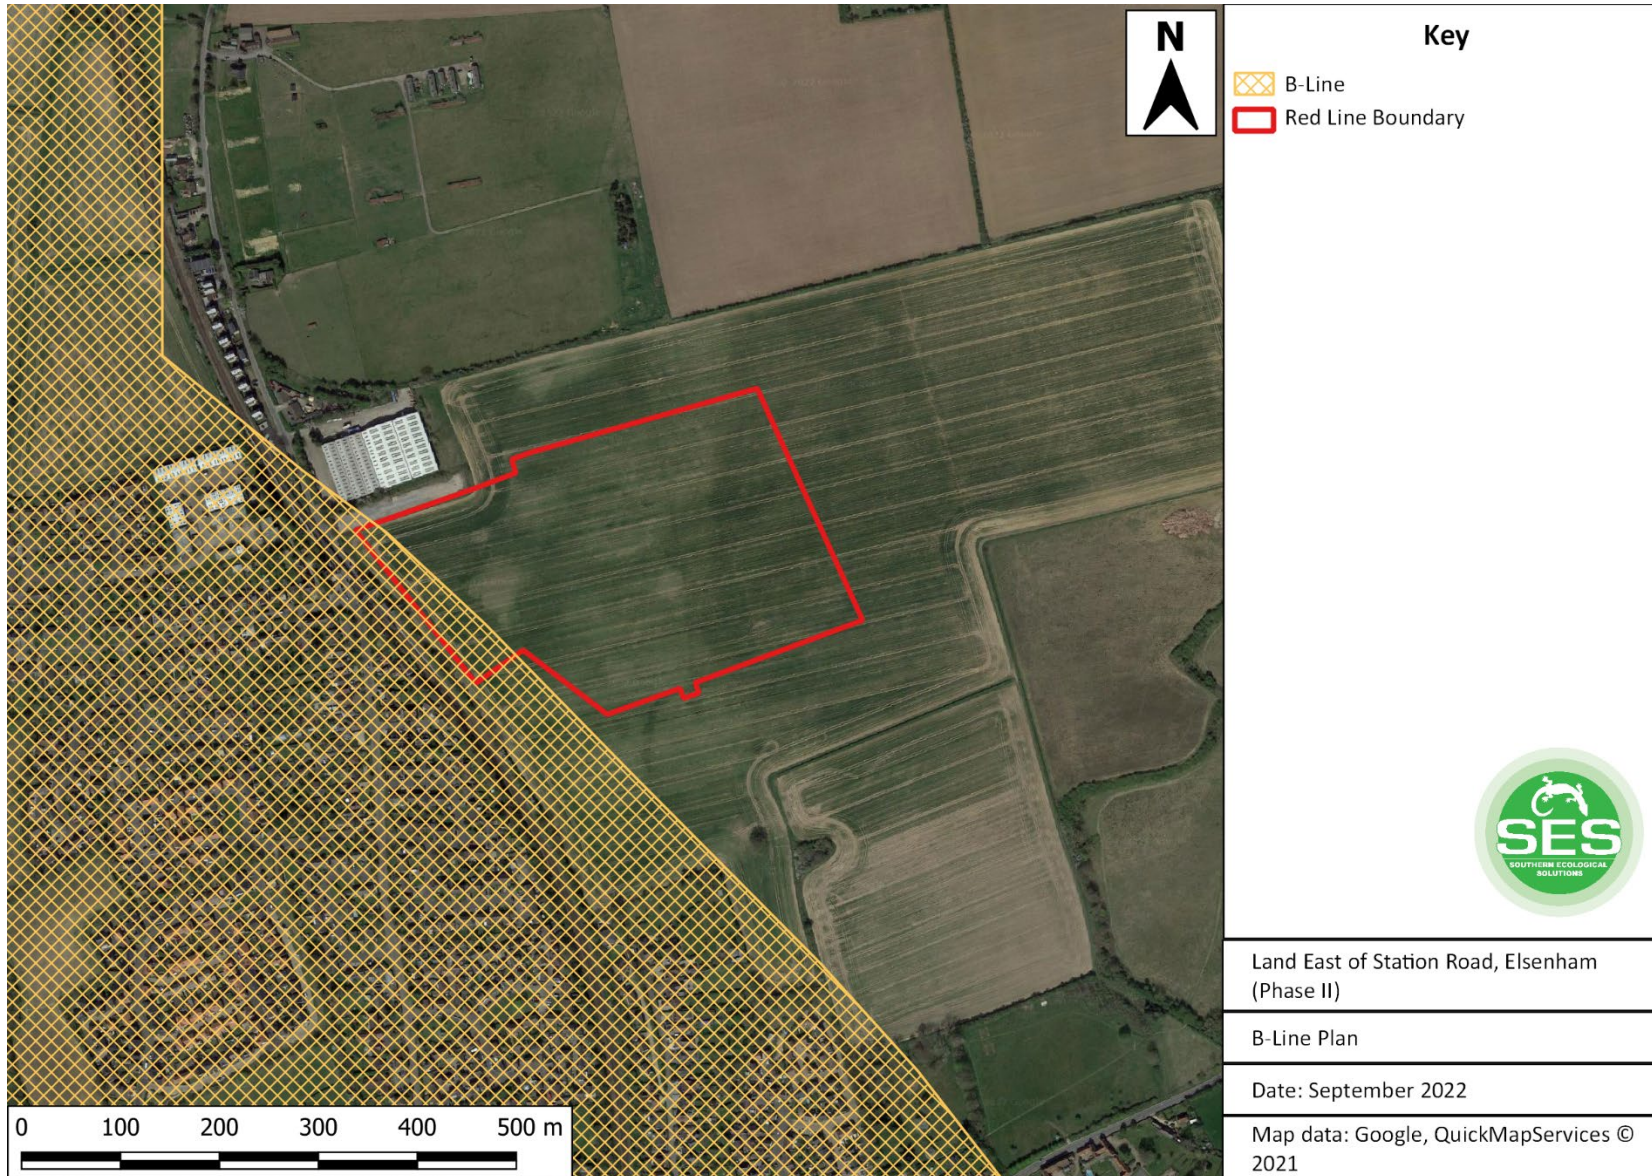 N
Key
B-Line
Red Line Boundary
SES
SOUTHERN ECOLOGICAL
SOLUTIONS
Land East of Station Road, Elsenham
(Phase II)
B-Line Plan
Date: September 2022
Map data: Google, QuickMapServices ©
2021
0 100 200 300 400 500 m